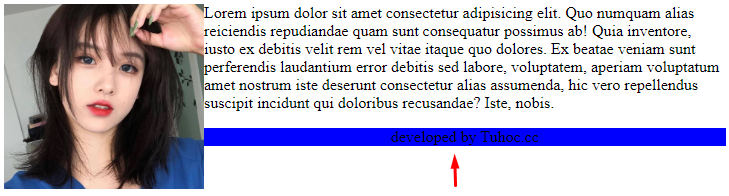 Lorem ipsum dolor sit amet consectetur adipisicing elit. Quo numquam alias
reiciendis repudiandae quam sunt consequatur possimus ab! Quia inventore,
iusto ex debitis velit rem vel vitae itaque quo dolores. Ex beatae veniam sunt
perferendis laudantium error debitis sed labore, voluptatem, aperiam voluptatum
amet nostrum iste deserunt consectetur alias assumenda, hic vero repellendus
suscipit incidunt qui doloribus recusandae? Iste, nobis.
developed by Tuhoc.cc